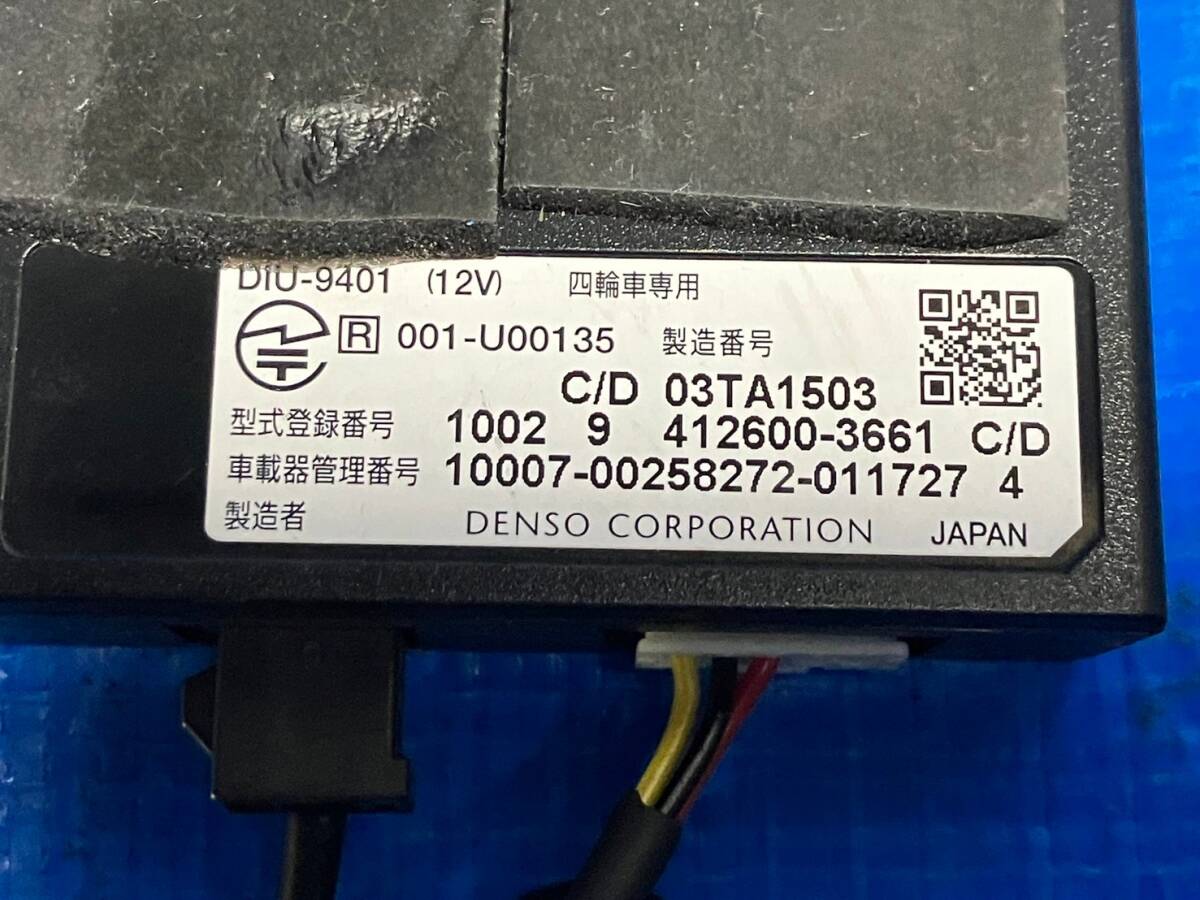 DIU-9401 (12V) 四輪車専用
R 001-U00135 製造番号
C/D 03TA1503
型式登録番号 1002 9 412600-3661 C/D
車載器管理番号 10007-00258272-011727 4
製造者 DENSO CORPORATION JAPAN